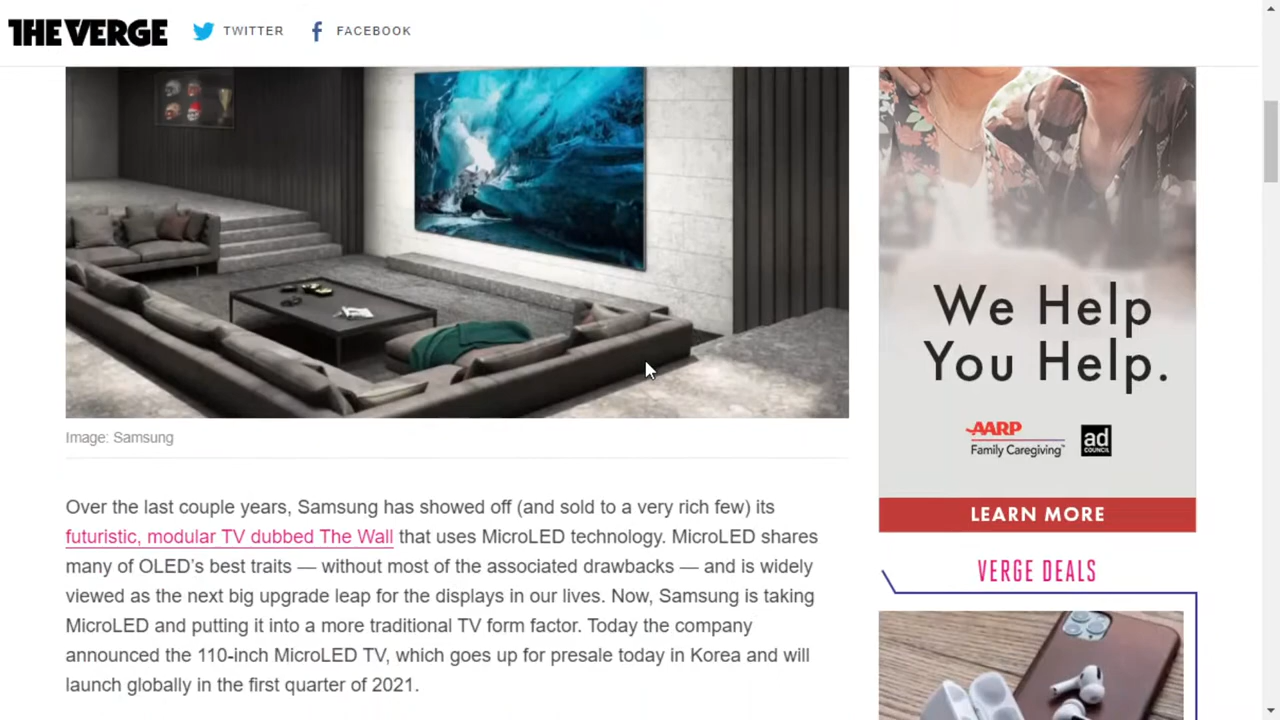 THE VERGE
TWITTER
FACEBOOK
Image: Samsung
Over the last couple years, Samsung has showed off (and sold to a very rich few) its
futuristic, modular TV dubbed The Wall that uses MicroLED technology. MicroLED shares
many of OLED’s best traits — without most of the associated drawbacks — and is widely
viewed as the next big upgrade leap for the displays in our lives. Now, Samsung is taking
MicroLED and putting it into a more traditional TV form factor. Today the company
announced the 110-inch MicroLED TV, which goes up for presale today in Korea and will
launch globally in the first quarter of 2021.
We Help
You Help.
AARP
Family Caregiving™
ad
COUNCIL
LEARN MORE
VERGE DEALS